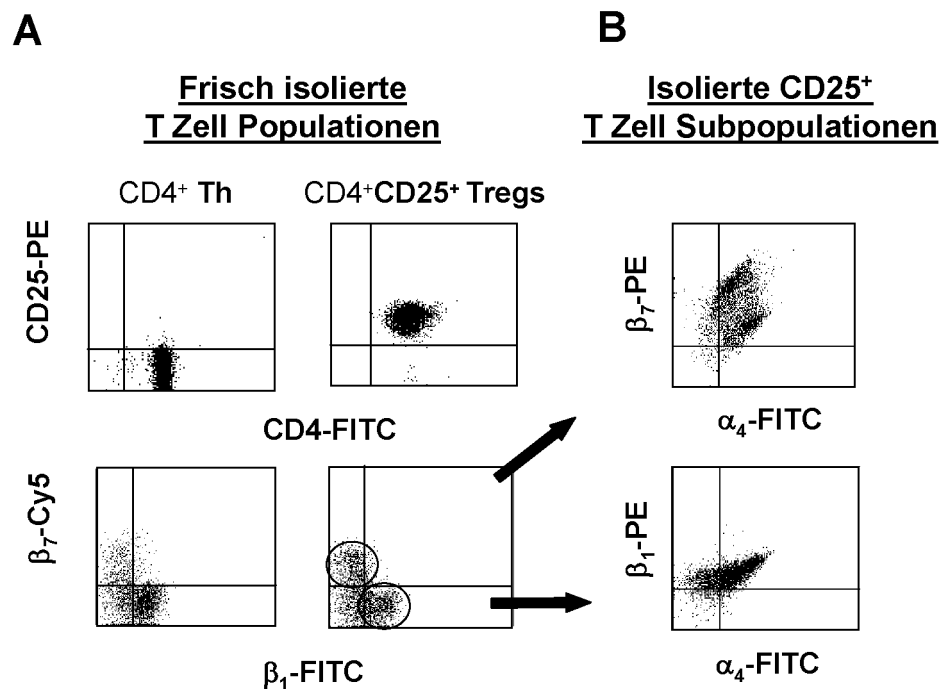 A
B
Frisch isolierte
T Zell Populationen
Isolierte CD25⁺
T Zell Subpopulationen
CD4⁺ Th
CD4⁺CD25⁺ Tregs
CD25-PE
CD4-FITC
β₇-PE
α₄-FITC
β₇-Cy5
β₁-FITC
β₁-PE
α₄-FITC